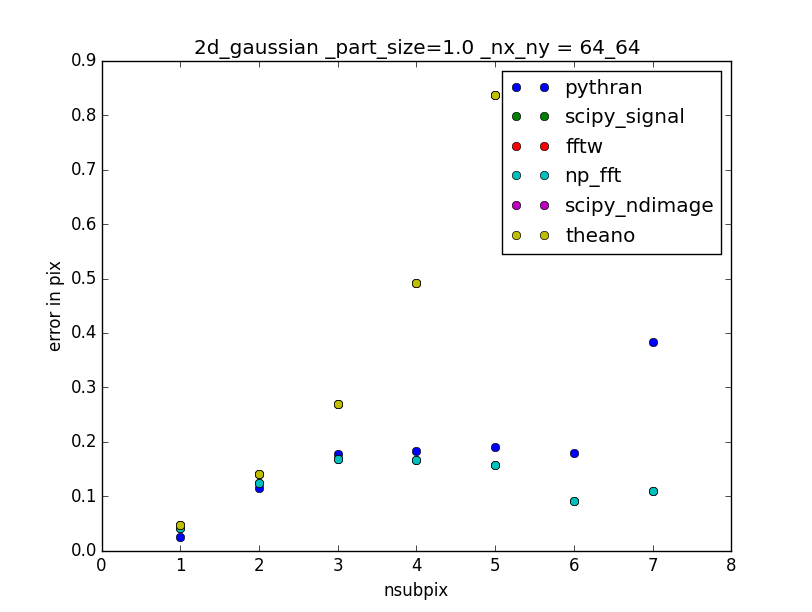 2d_gaussian _part_size=1.0 _nx_ny = 64_64
0.9
0.8
0.7
0.6
0.5
0.4
0.3
0.2
0.1
0.0
error in pix
pythran
scipy_signal
fftw
np_fft
scipy_ndimage
theano
0 1 2 3 4 5 6 7 8
nsubpix